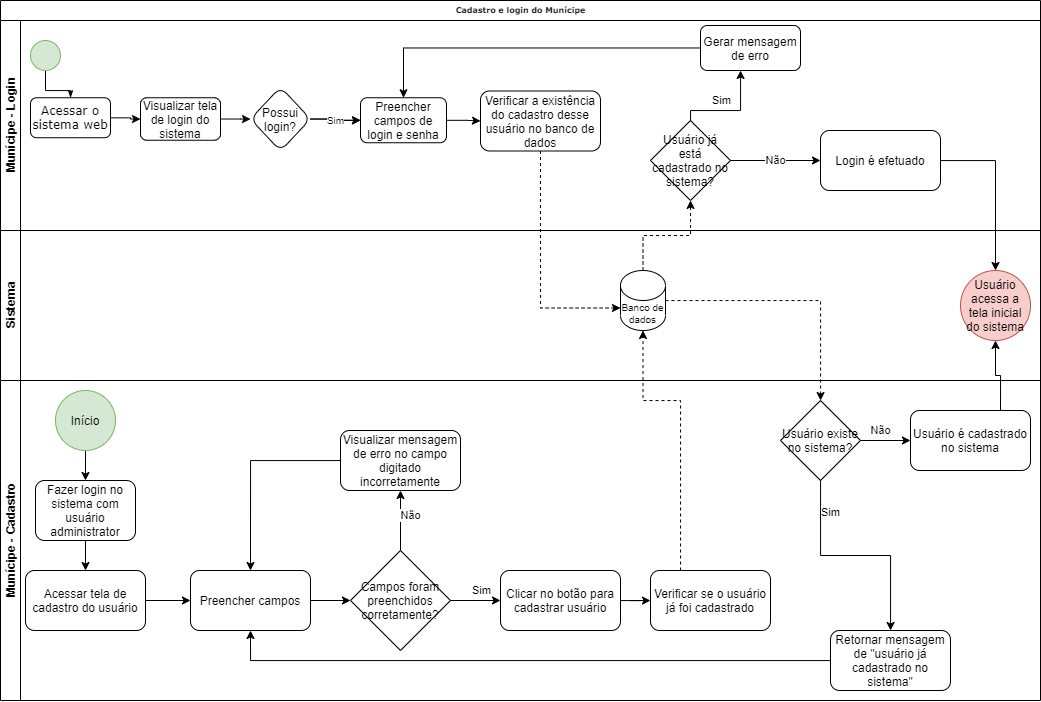 Cadastro e login do Munícipe
Munícipe - Login
Acessar o
sistema web
Visualizar tela
de login do
sistema
Possui
login?
Sim
Preencher
campos de
login e senha
Verificar a existência
do cadastro desse
usuário no banco de
dados
Gerar mensagem
de erro
Sim
Usuário já
está
cadastrado no
sistema?
Não
Login é efetuado
Sistema
Banco de
dados
Usuário
acessa a
tela inicial
do sistema
Munícipe - Cadastro
Início
Fazer login no
sistema com
usuário
administrator
Acessar tela de
cadastro do usuário
Preencher campos
Visualizar mensagem
de erro no campo
digitado
incorretamente
Não
Campos foram
preenchidos
corretamente?
Sim
Clicar no botão para
cadastrar usuário
Verificar se o usuário
já foi cadastrado
Usuário existe
no sistema?
Não
Usuário é cadastrado
no sistema
Sim
Retornar mensagem
de "usuário já
cadastrado no
sistema"